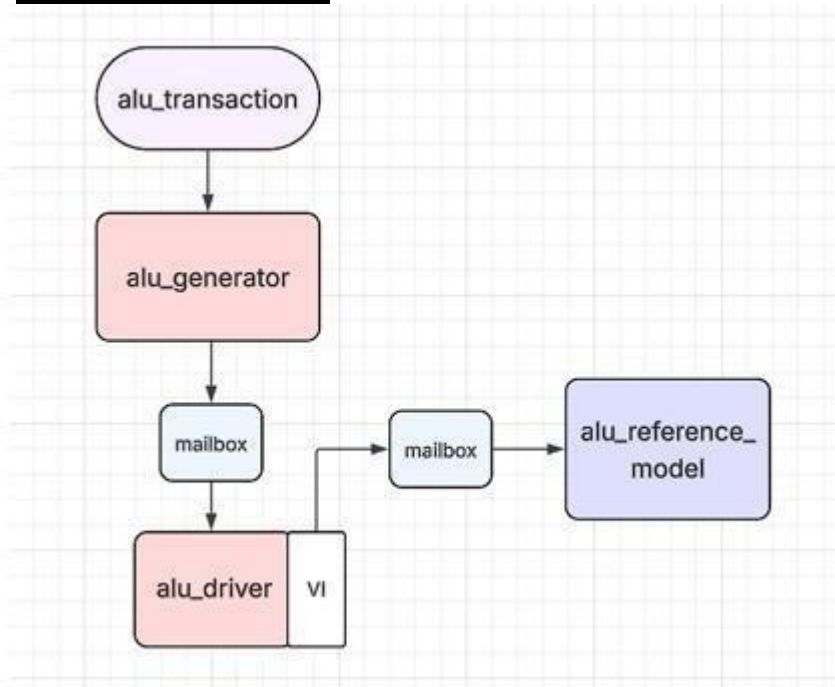 alu_transaction
alu_generator
mailbox
mailbox
alu_reference_
model
alu_driver
VI